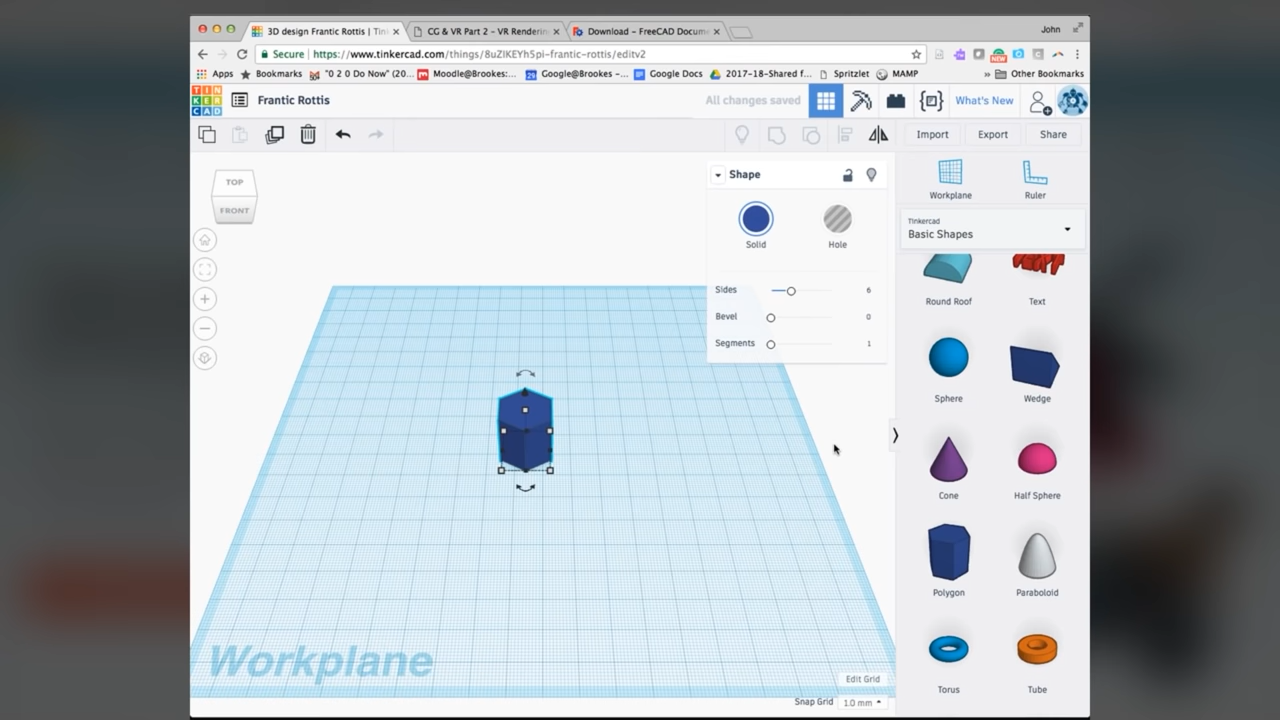 3D design Frantic Rottis | Tin
CG & VR Part 2 – VR Renderin
Download – FreeCAD Docum
John
Secure | https://www.tinkercad.com/things/8uZlKEYh5pi-frantic-rottis/editv2
NEW
Apps
Bookmarks
"0 2 0 Do Now" (20...
Moodle@Brookes:...
Google@Brookes –...
Google Docs
2017-18-Shared f...
Spritzlet
MAMP
»
Other Bookmarks
TIN
KER
CAD
Frantic Rottis
All changes saved
What's New
Import
Export
Share
TOP
FRONT
Shape
Solid
Hole
Sides
6
Bevel
0
Segments
1
Workplane
Ruler
Tinkercad
Basic Shapes
Round Roof
Text
Sphere
Wedge
Cone
Half Sphere
Polygon
Paraboloid
Torus
Tube
Workplane
Edit Grid
Snap Grid
1.0 mm